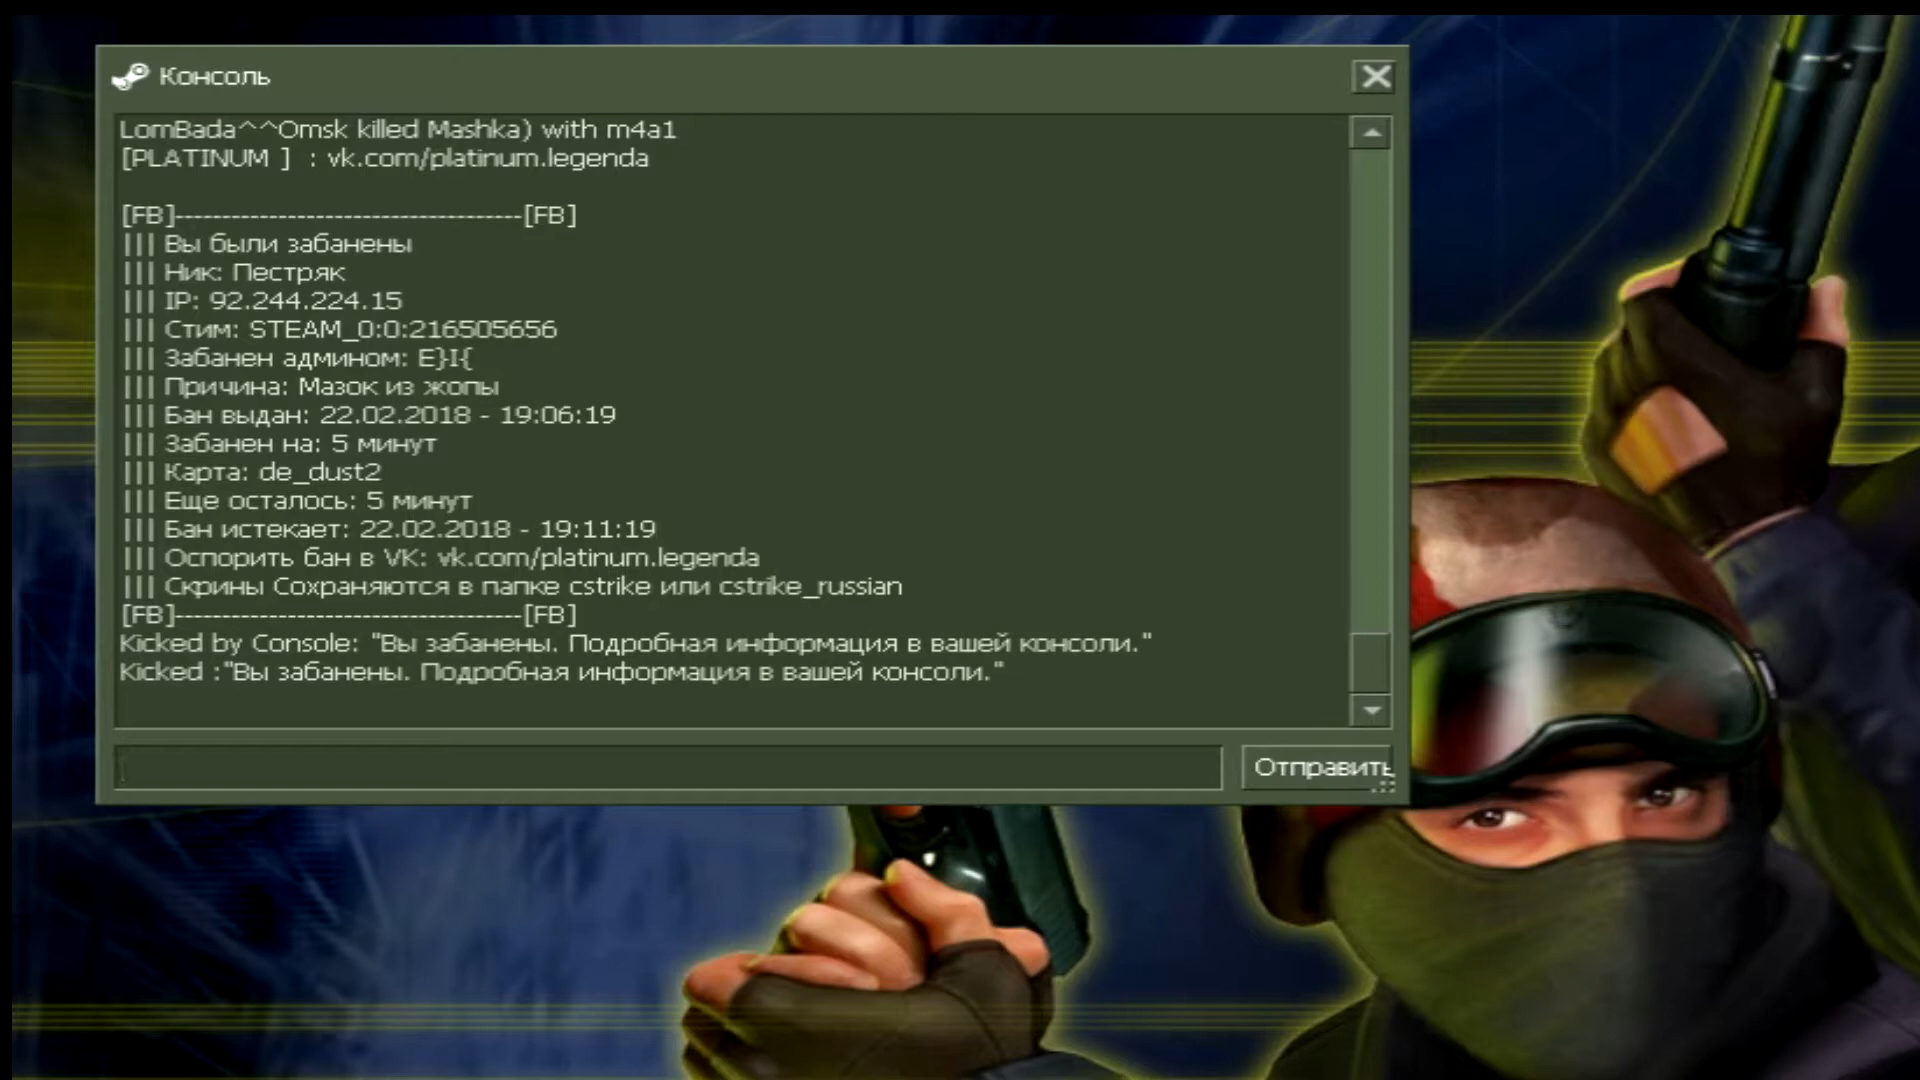 Консоль
LomBada^^Omsk killed Mashka) with m4a1
[PLATINUM ]  : vk.com/platinum.legenda
[FB]-------------------------------------[FB]
||| Вы были забанены
||| Ник: Пестряк
||| IP: 92.244.224.15
||| Стим: STEAM_0:0:216505656
||| Забанен админом: E}I{
||| Причина: Мазок из жопы
||| Бан выдан: 22.02.2018 - 19:06:19
||| Забанен на: 5 минут
||| Карта: de_dust2
||| Еще осталось: 5 минут
||| Бан истекает: 22.02.2018 - 19:11:19
||| Оспорить бан в VK: vk.com/platinum.legenda
||| Скрины Сохраняются в папке cstrike или cstrike_russian
[FB]-------------------------------------[FB]
Kicked by Console: "Вы забанены. Подробная информация в вашей консоли."
Kicked :"Вы забанены. Подробная информация в вашей консоли."
Отправить